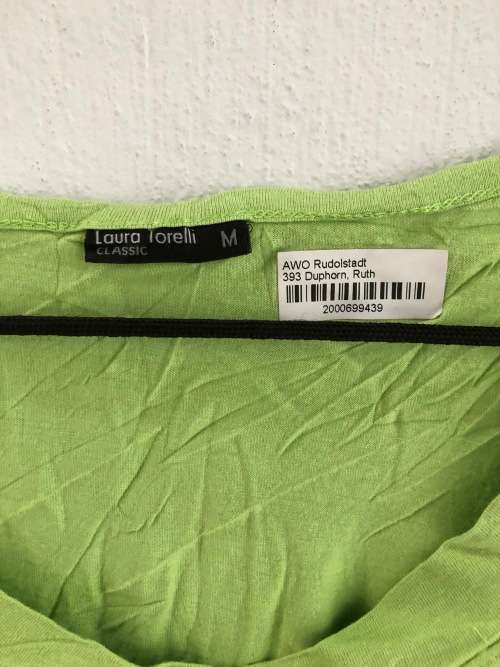 Laura Torelli M
CLASSIC
AWO Rudolstadt
393 Duphorn, Ruth
2000699439